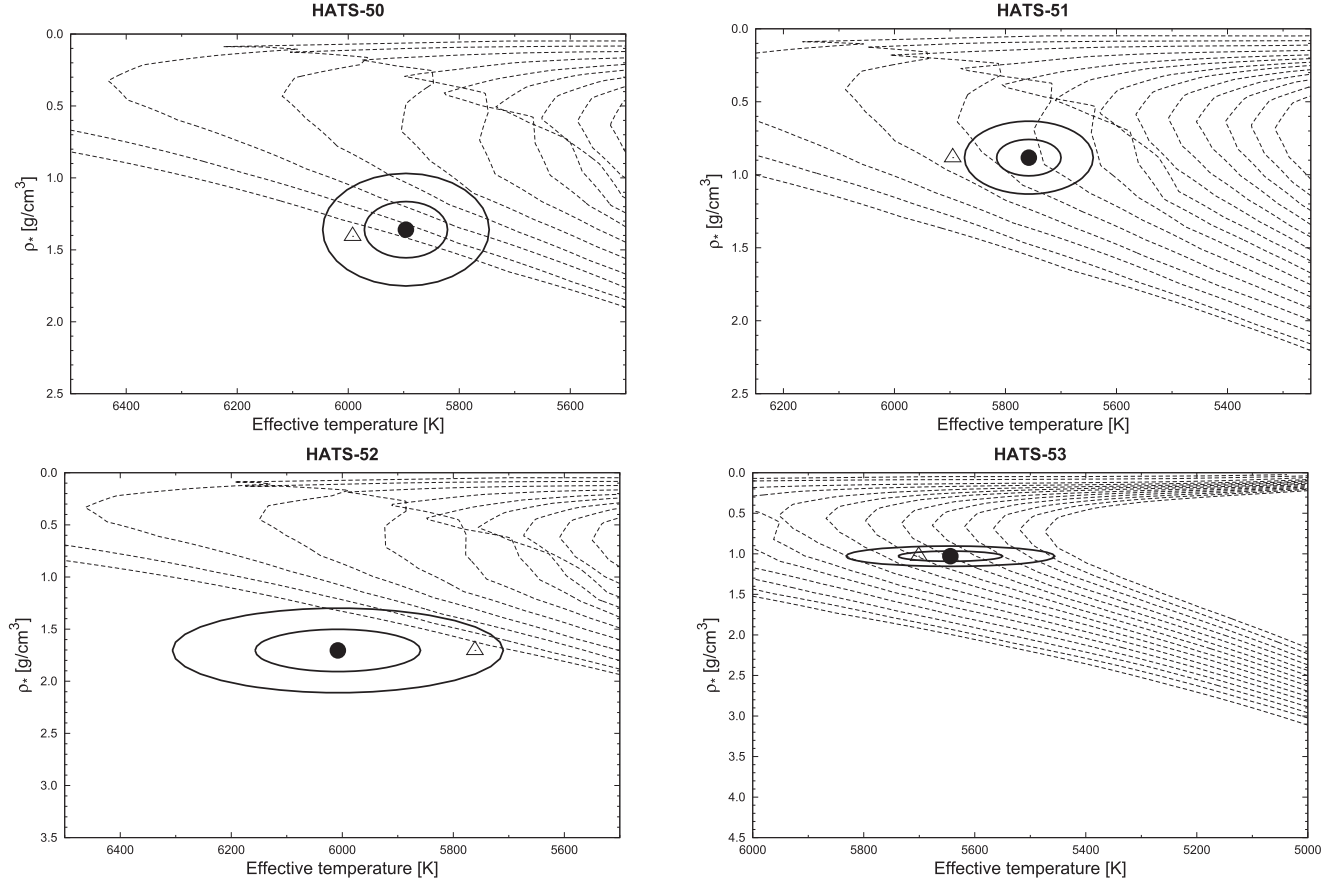 HATS-50
0.0
0.5
1.0
1.5
2.0
2.5
ρ* [g/cm3]
6400 6200 6000 5800 5600
Effective temperature [K]
HATS-51
0.0
0.5
1.0
1.5
2.0
2.5
ρ* [g/cm3]
6200 6000 5800 5600 5400
Effective temperature [K]
HATS-52
0.0
0.5
1.0
1.5
2.0
2.5
3.0
3.5
ρ* [g/cm3]
6400 6200 6000 5800 5600
Effective temperature [K]
HATS-53
0.0
0.5
1.0
1.5
2.0
2.5
3.0
3.5
4.0
4.5
ρ* [g/cm3]
6000 5800 5600 5400 5200 5000
Effective temperature [K]